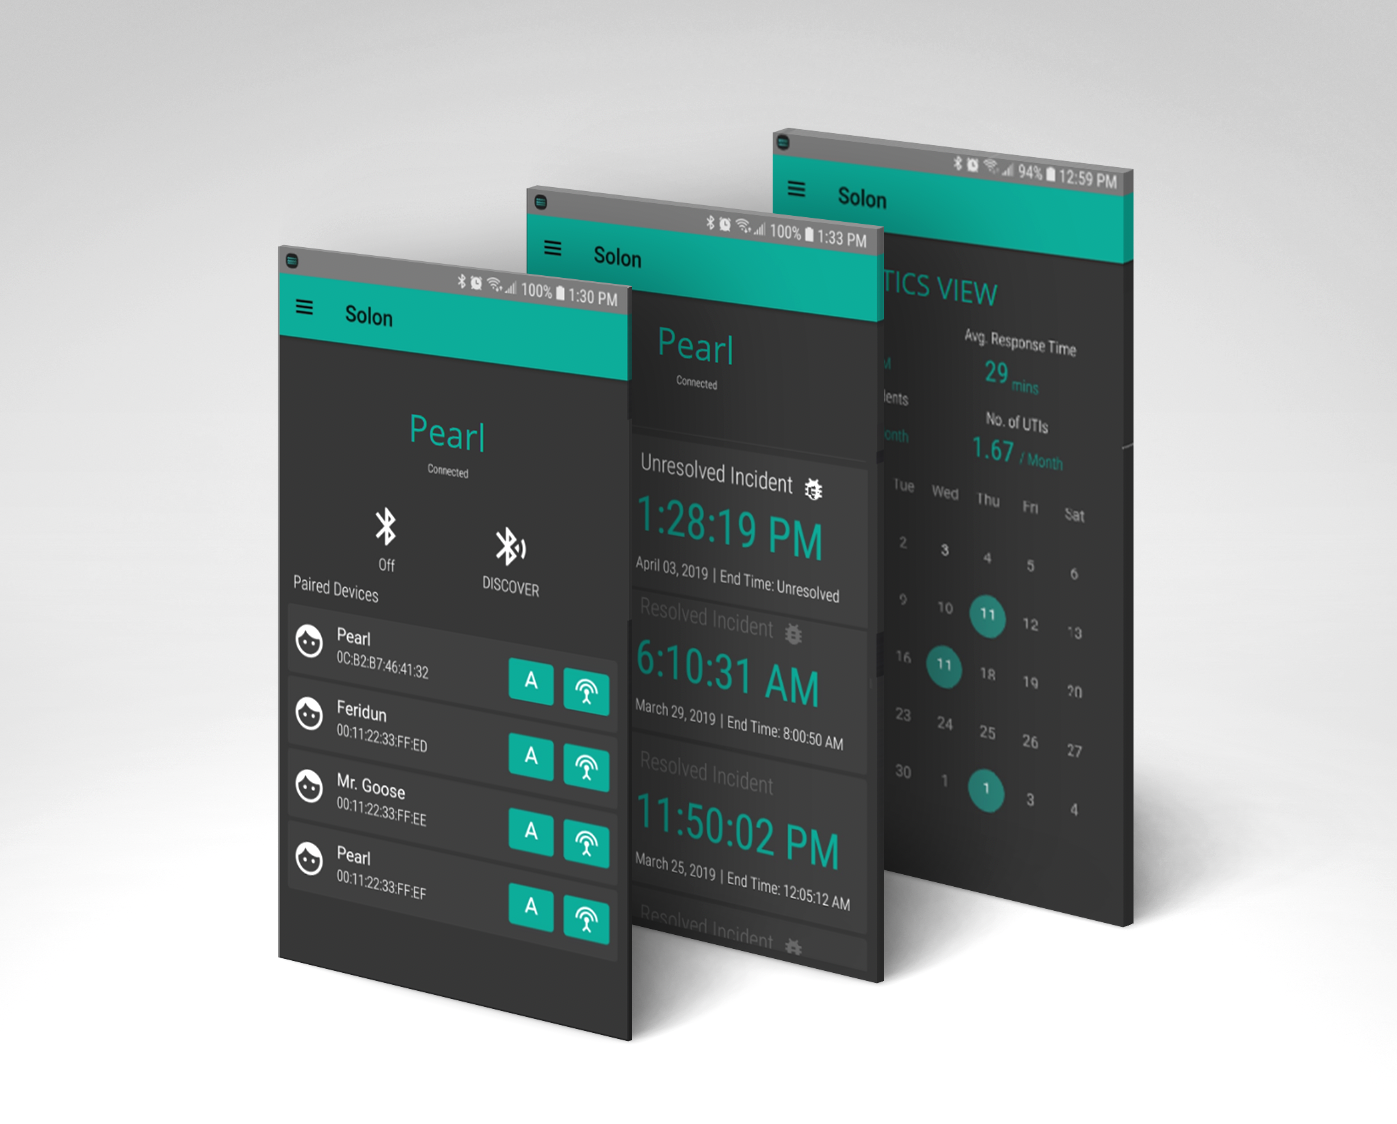 100% 1:30 PM
Solon
Pearl
Connected
Off
DISCOVER
Paired Devices
Pearl
0C:B2:B7:46:41:32
A
Feridun
00:11:22:33:FF:ED
A
Mr. Goose
00:11:22:33:FF:EE
A
Pearl
00:11:22:33:FF:EF
A
100% 1:33 PM
Solon
Pearl
Connected
Unresolved Incident
1:28:19 PM
April 03, 2019 | End Time: Unresolved
Resolved Incident
6:10:31 AM
March 29, 2019 | End Time: 8:00:50 AM
Resolved Incident
11:50:02 PM
March 25, 2019 | End Time: 12:05:12 AM
Resolved Incident
94% 12:59 PM
Solon
TICS VIEW
Avg. Response Time
29 mins
M
ents
No. of UTIs
onth
1.67 / Month
Tue Wed Thu Fri Sat
2 3 4 5 6
9 10 11 12 13
16 11 18 19 20
23 24 25 26 27
30 1 1 3 4